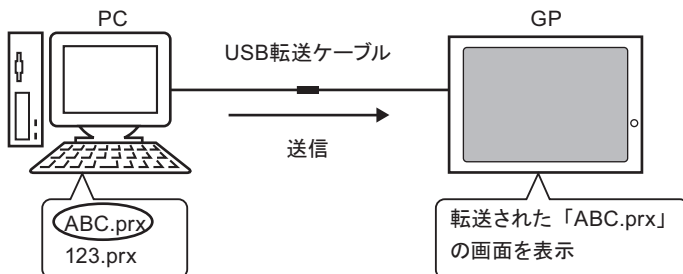 PC
GP
USB転送ケーブル
送信
ABC.prx
123.prx
転送された「ABC.prx」
の画面を表示